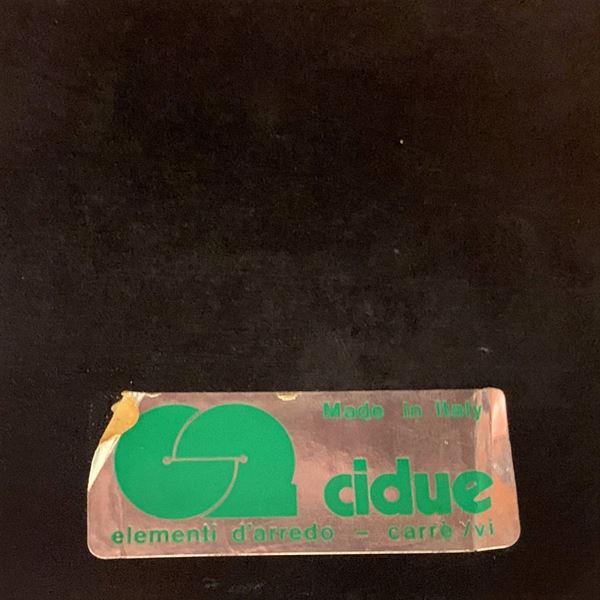 Made in Italy
cidue
elementi d'arredo - carrè/vi